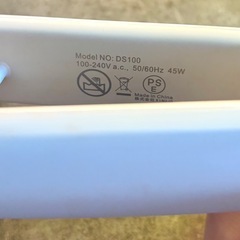 Model NO: DS100
100-240V a.c., 50/60Hz 45W
PS
E
Made in China